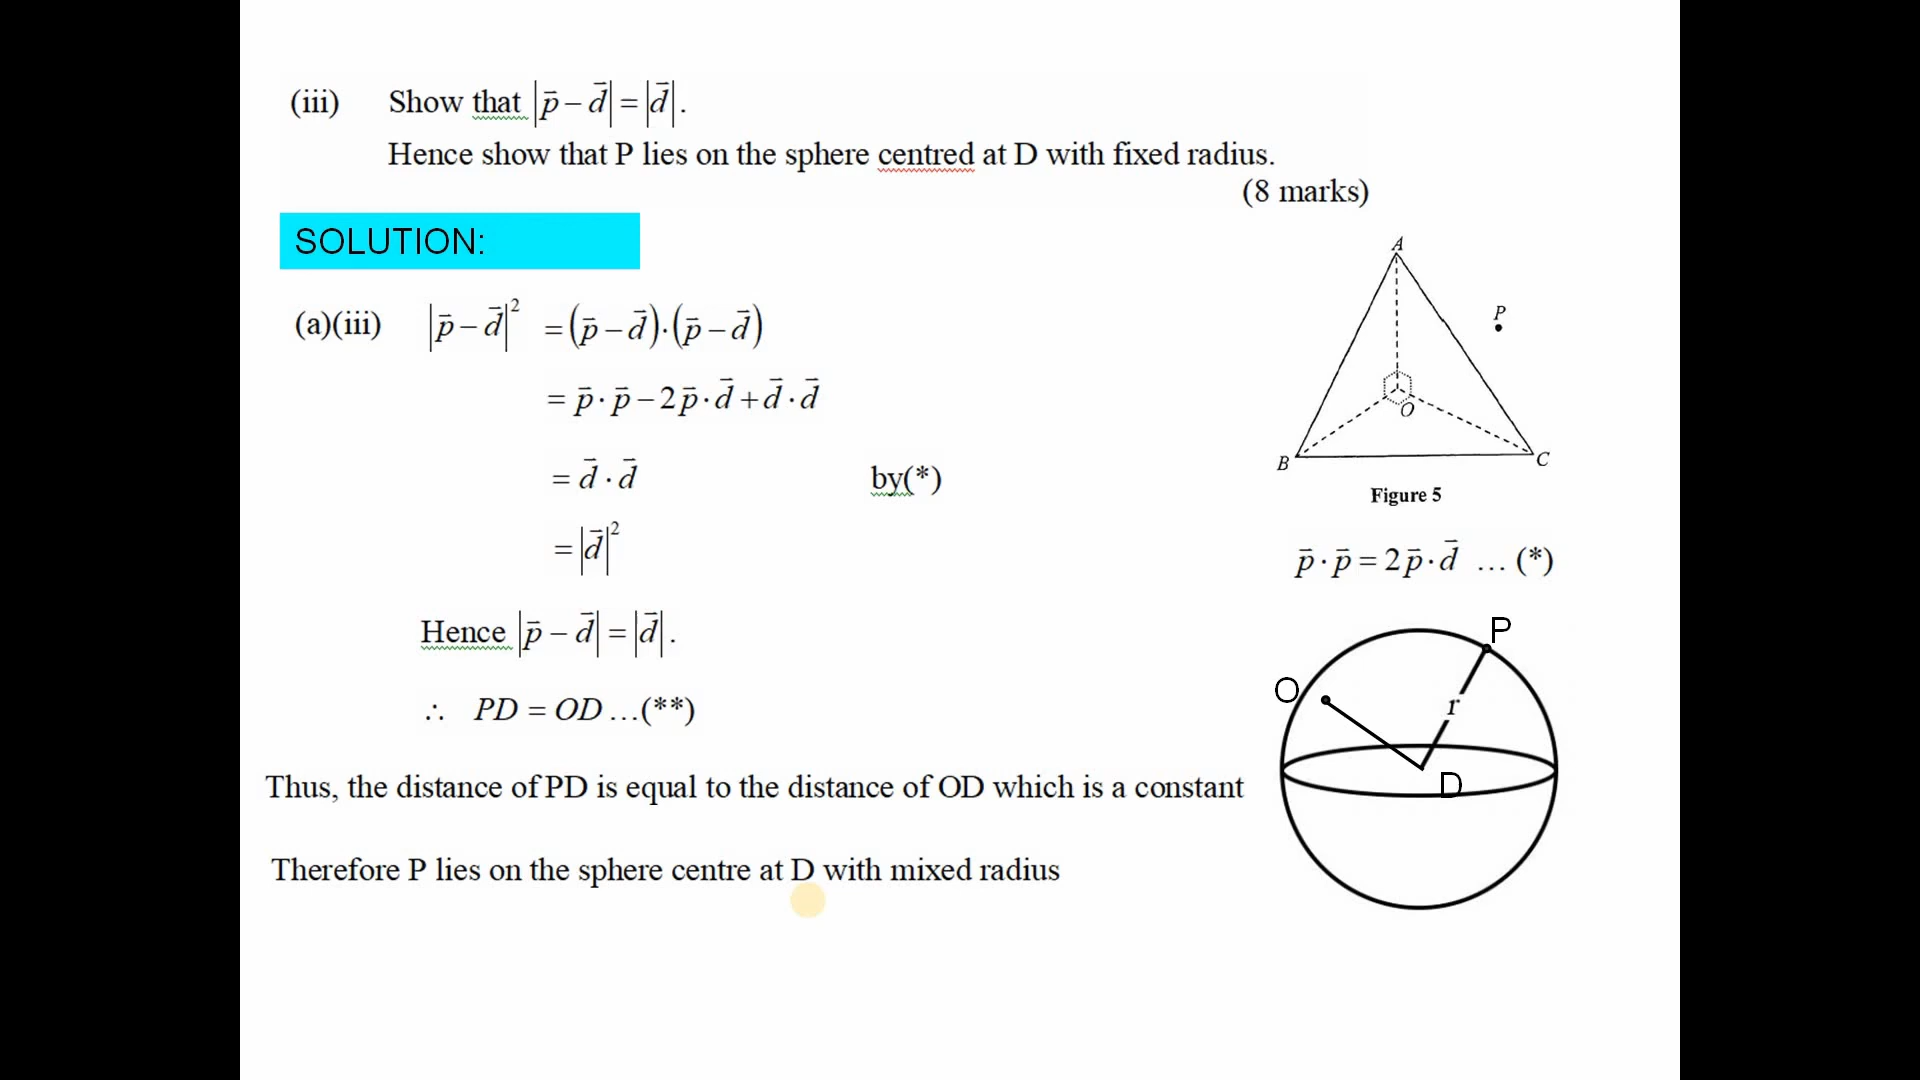 (iii) Show that |p̄ − d̄| = |d̄|.
Hence show that P lies on the sphere centred at D with fixed radius.
(8 marks)
SOLUTION:
(a)(iii) |p̄ − d̄|² = (p̄ − d̄)·(p̄ − d̄)
= p̄·p̄ − 2p̄·d̄ + d̄·d̄
= d̄·d̄ by(*)
= |d̄|²
Hence |p̄ − d̄| = |d̄|.
∴ PD = OD …(**)
Thus, the distance of PD is equal to the distance of OD which is a constant
Therefore P lies on the sphere centre at D with mixed radius
A
P
O
B
C
Figure 5
p̄·p̄ = 2p̄·d̄ … (*)
P
O
r
D